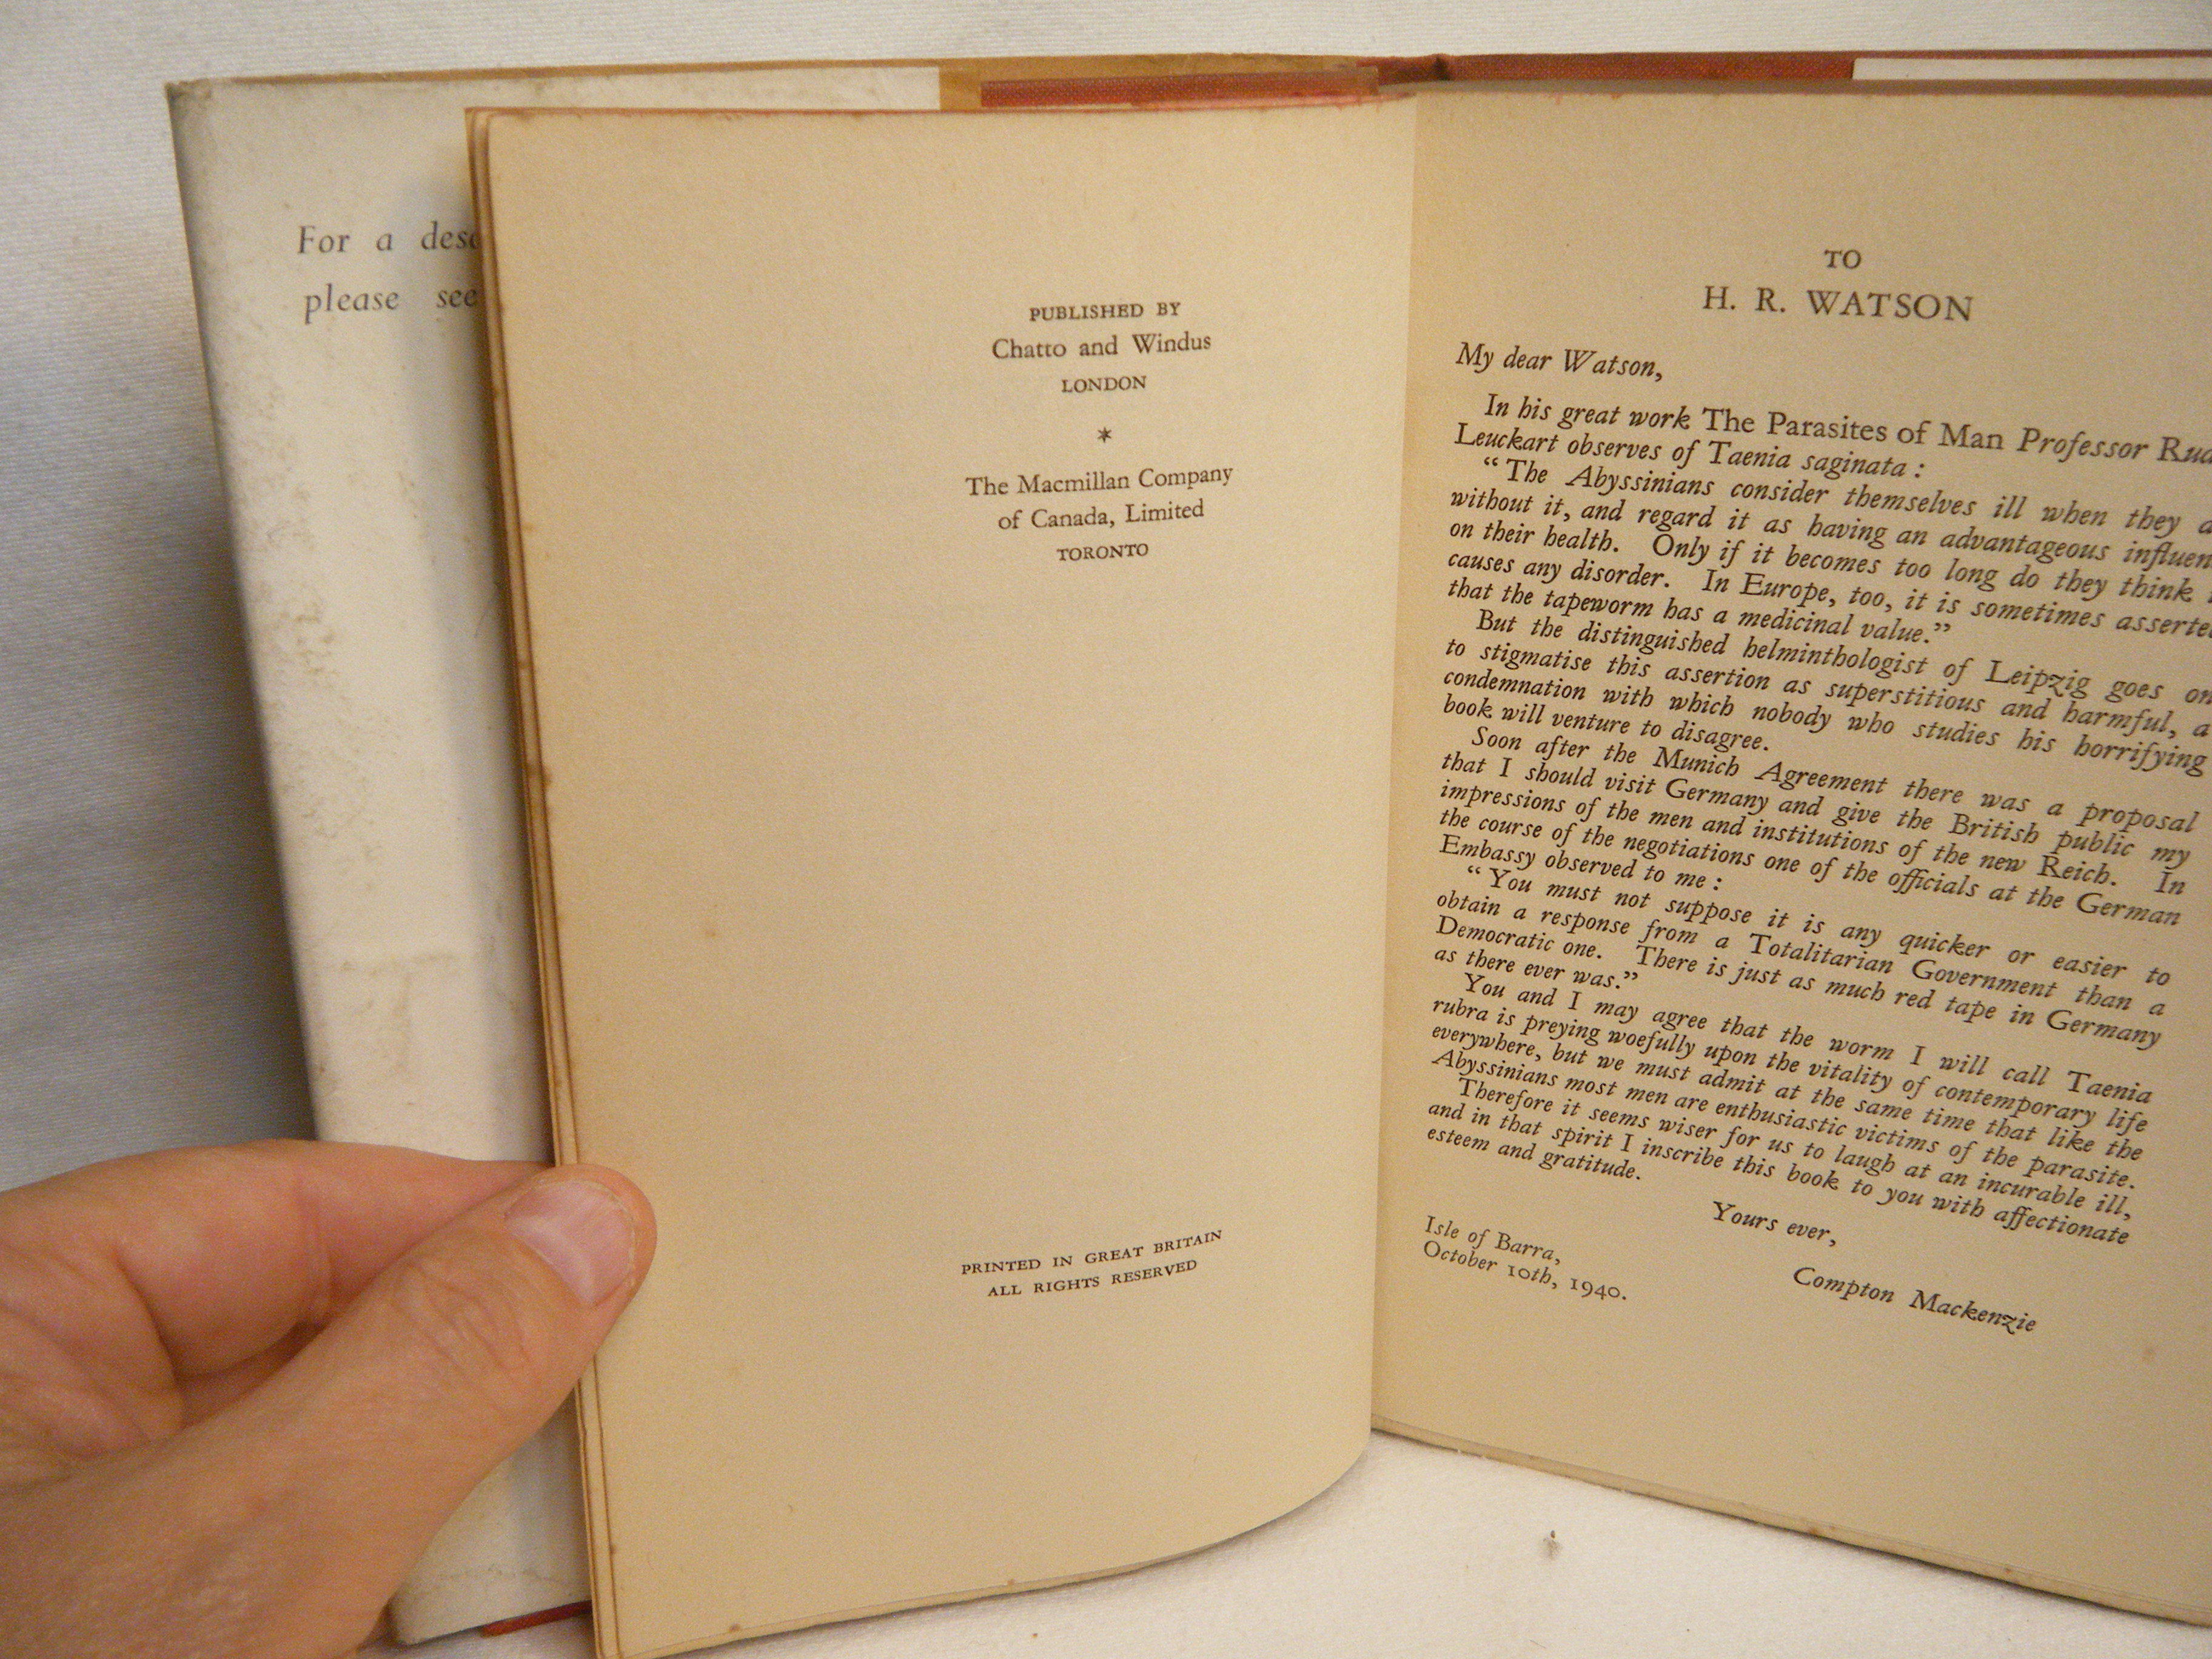 For a
please see
PUBLISHED BY
Chatto and Windus
LONDON
*
The Macmillan Company
of Canada, Limited
TORONTO
PRINTED IN GREAT BRITAIN
ALL RIGHTS RESERVED
TO
H. R. WATSON
My dear Watson,
In his great work The Parasites of Man Professor
Leuckart observes of Taenia saginata :
“The Abyssinians consider themselves ill when they
without it, and regard it as having an advantageous
on their health. Only if it becomes too long do they think
causes any disorder. In Europe, too, it is sometimes
that the tapeworm has a medicinal value.”
But the distinguished helminthologist of Leipzig goes on
to stigmatise this assertion as superstitious and harmful, a
condemnation with which nobody who studies his horrifying
book will venture to disagree.
Soon after the Munich Agreement there was a proposal
that I should visit Germany and give the British public my
impressions of the men and institutions of the new Reich. In
the course of the negotiations one of the officials at the German
Embassy observed to me :
“You must not suppose it is any quicker or easier to
obtain a response from a Totalitarian Government than a
Democratic one. There is just as much red tape in Germany
as there ever was.”
You and I may agree that the worm I will call Taenia
rubra is preying woefully upon the vitality of contemporary life
everywhere, but we must admit at the same time that like the
Abyssinians most men are enthusiastic victims of the parasite.
Therefore it seems wiser for us to laugh at an incurable ill,
and in that spirit I inscribe this book to you with affectionate
esteem and gratitude.
Yours ever,
Compton Mackenzie
Isle of Barra,
October 10th, 1940.